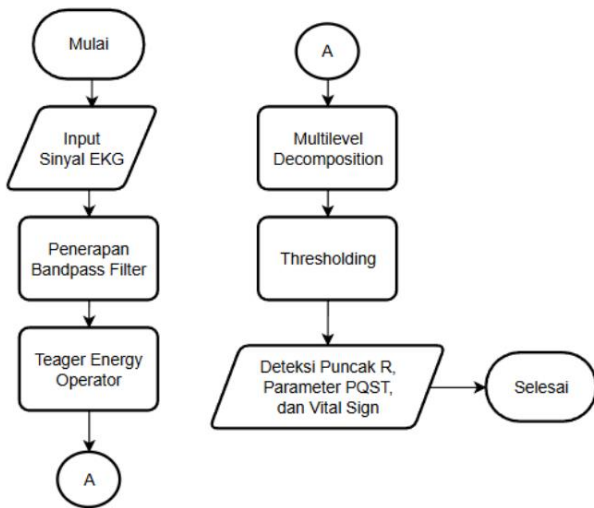 Mulai
Input
Sinyal EKG
Penerapan
Bandpass Filter
Teager Energy
Operator
A
A
Multilevel
Decomposition
Thresholding
Deteksi Puncak R,
Parameter PQST,
dan Vital Sign
Selesai